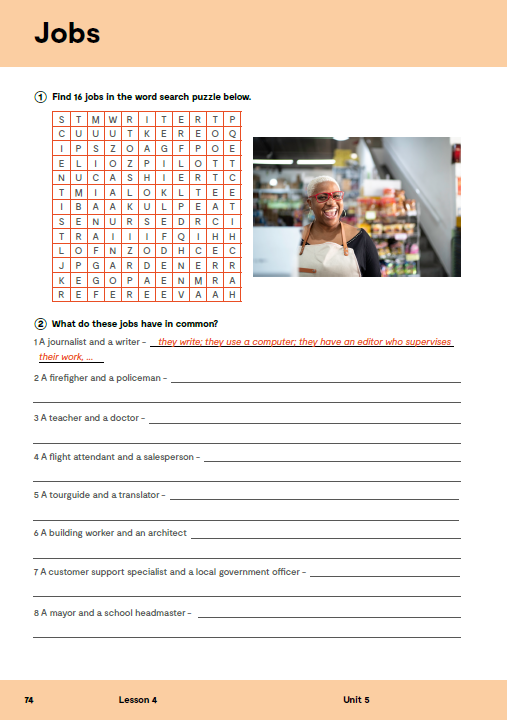 Jobs
1 Find 16 jobs in the word search puzzle below.
S T M W R I T E R T P
C U U U T K E R E O Q
I P S Z O A G F P O E
E L I O Z P I L O T T
N U C A S H I E R T C
T M I A L O K L T E E
I B A A K U L P E A T
S E N U R S E D R C I
T R A I I I F Q I H H
L O F N Z O D H C E C
J P G A R D E N E R R
K E G O P A E N M R A
R E F E R E E V A A H
2 What do these jobs have in common?
1 A journalist and a writer – they write; they use a computer; they have an editor who supervises
their work, ...
2 A firefigher and a policeman –
3 A teacher and a doctor –
4 A flight attendant and a salesperson –
5 A tourguide and a translator –
6 A building worker and an architect
7 A customer support specialist and a local government officer –
8 A mayor and a school headmaster –
74 Lesson 4 Unit 5